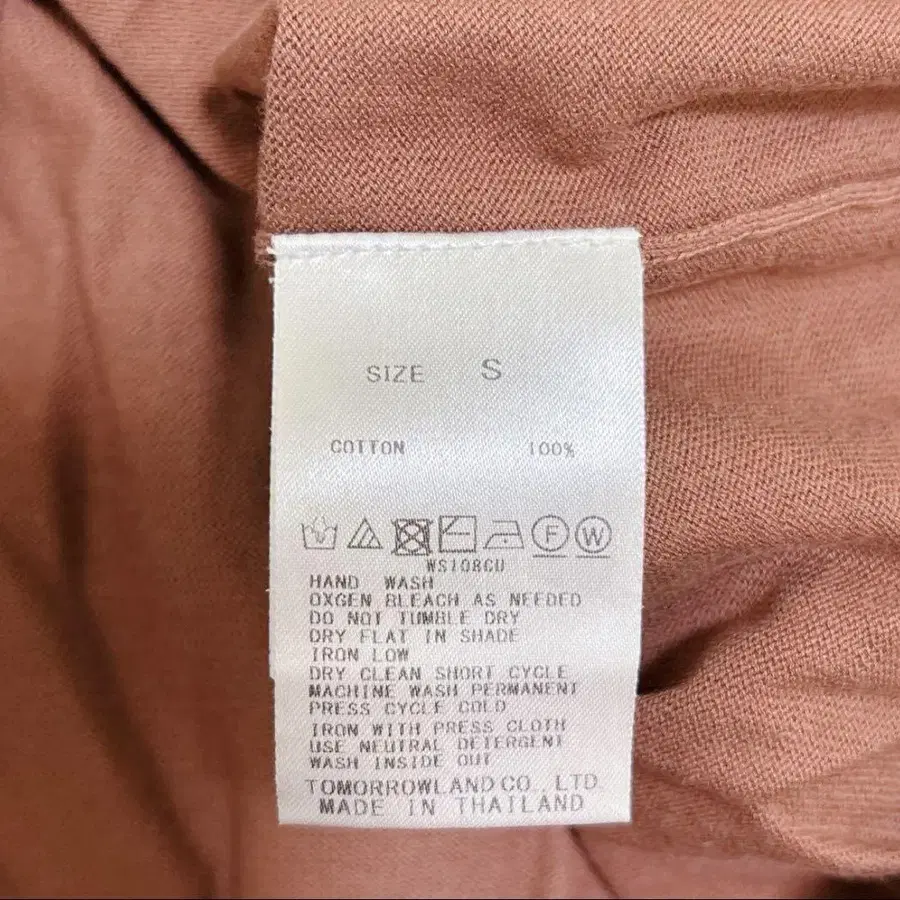 SIZE S
COTTON 100%
F W
WS108CU
HAND WASH
OXGEN BLEACH AS NEEDED
DO NOT TUMBLE DRY
DRY FLAT IN SHADE
IRON LOW
DRY CLEAN SHORT CYCLE
MACHINE WASH PERMANENT
PRESS CYCLE COLD
IRON WITH PRESS CLOTH
USE NEUTRAL DETERGENT
WASH INSIDE OUT
TOMORROWLAND CO., LTD.
MADE IN THAILAND